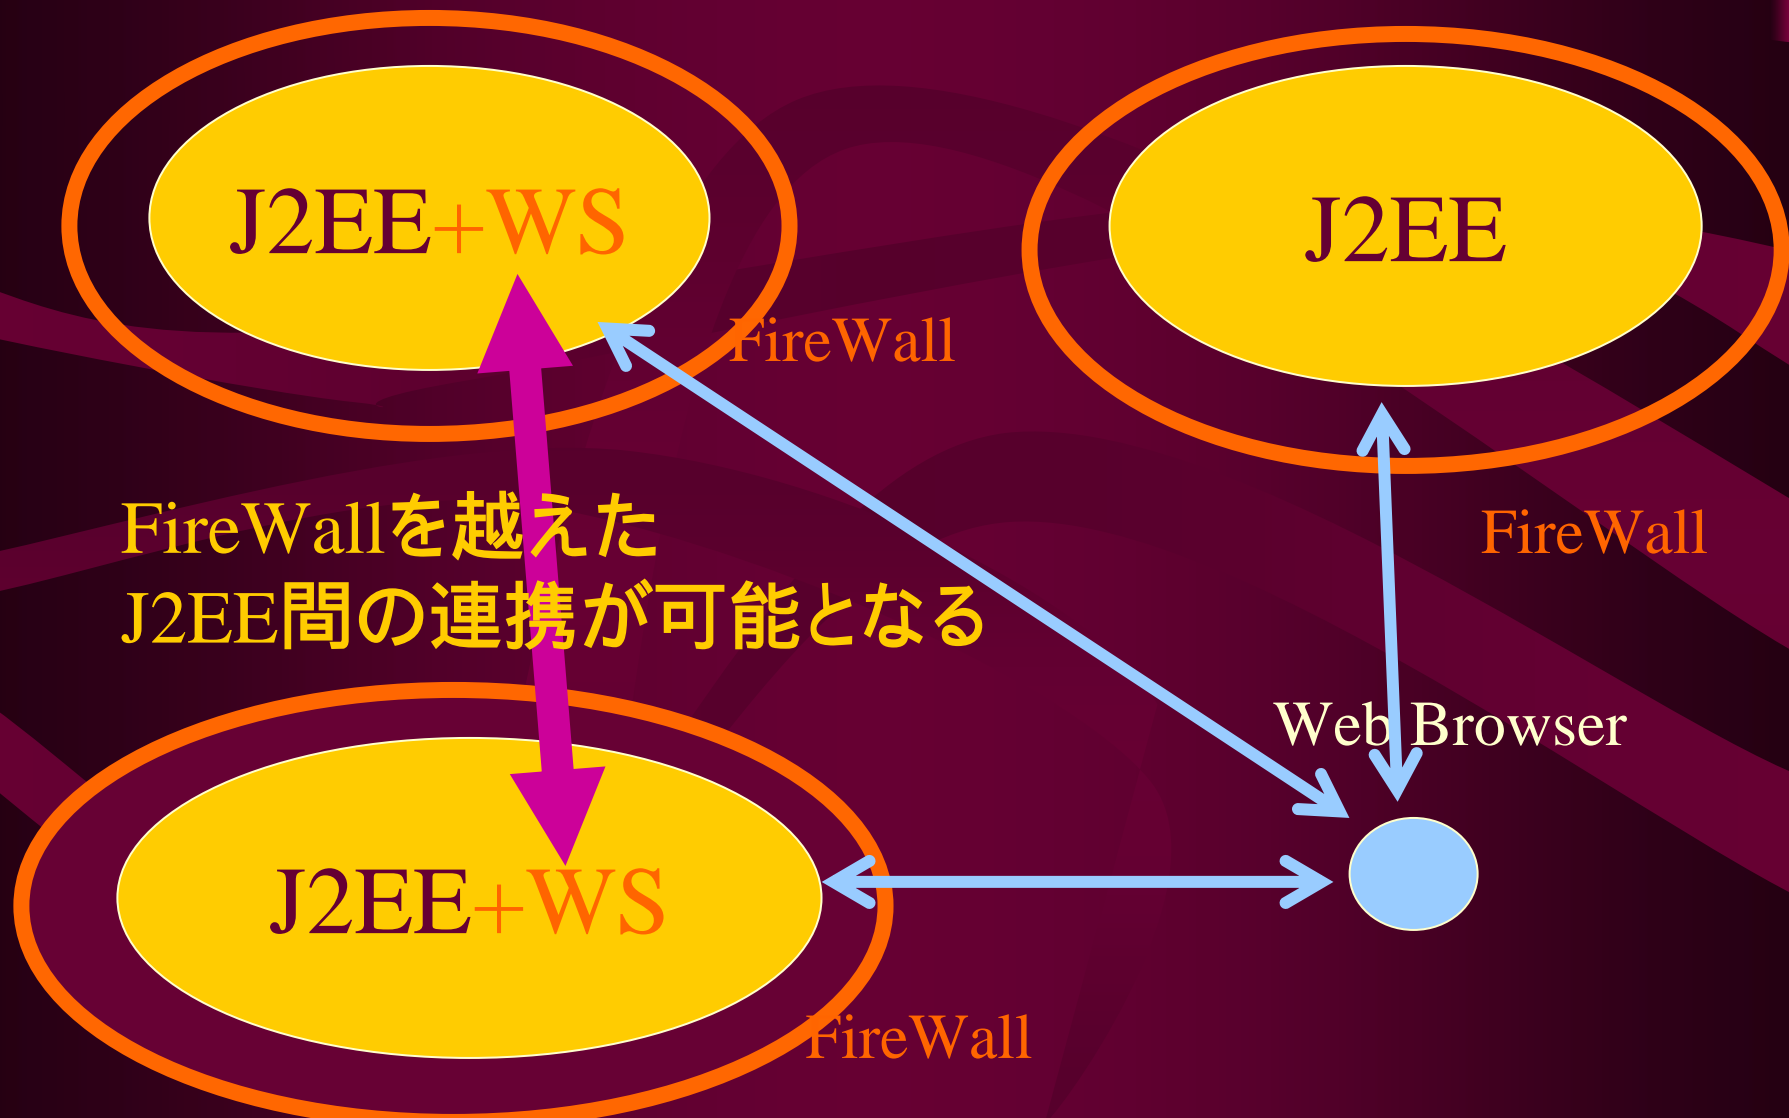 J2EE+WS
J2EE
FireWall
FireWallを越えた
J2EE間の連携が可能となる
FireWall
Web Browser
J2EE+WS
FireWall